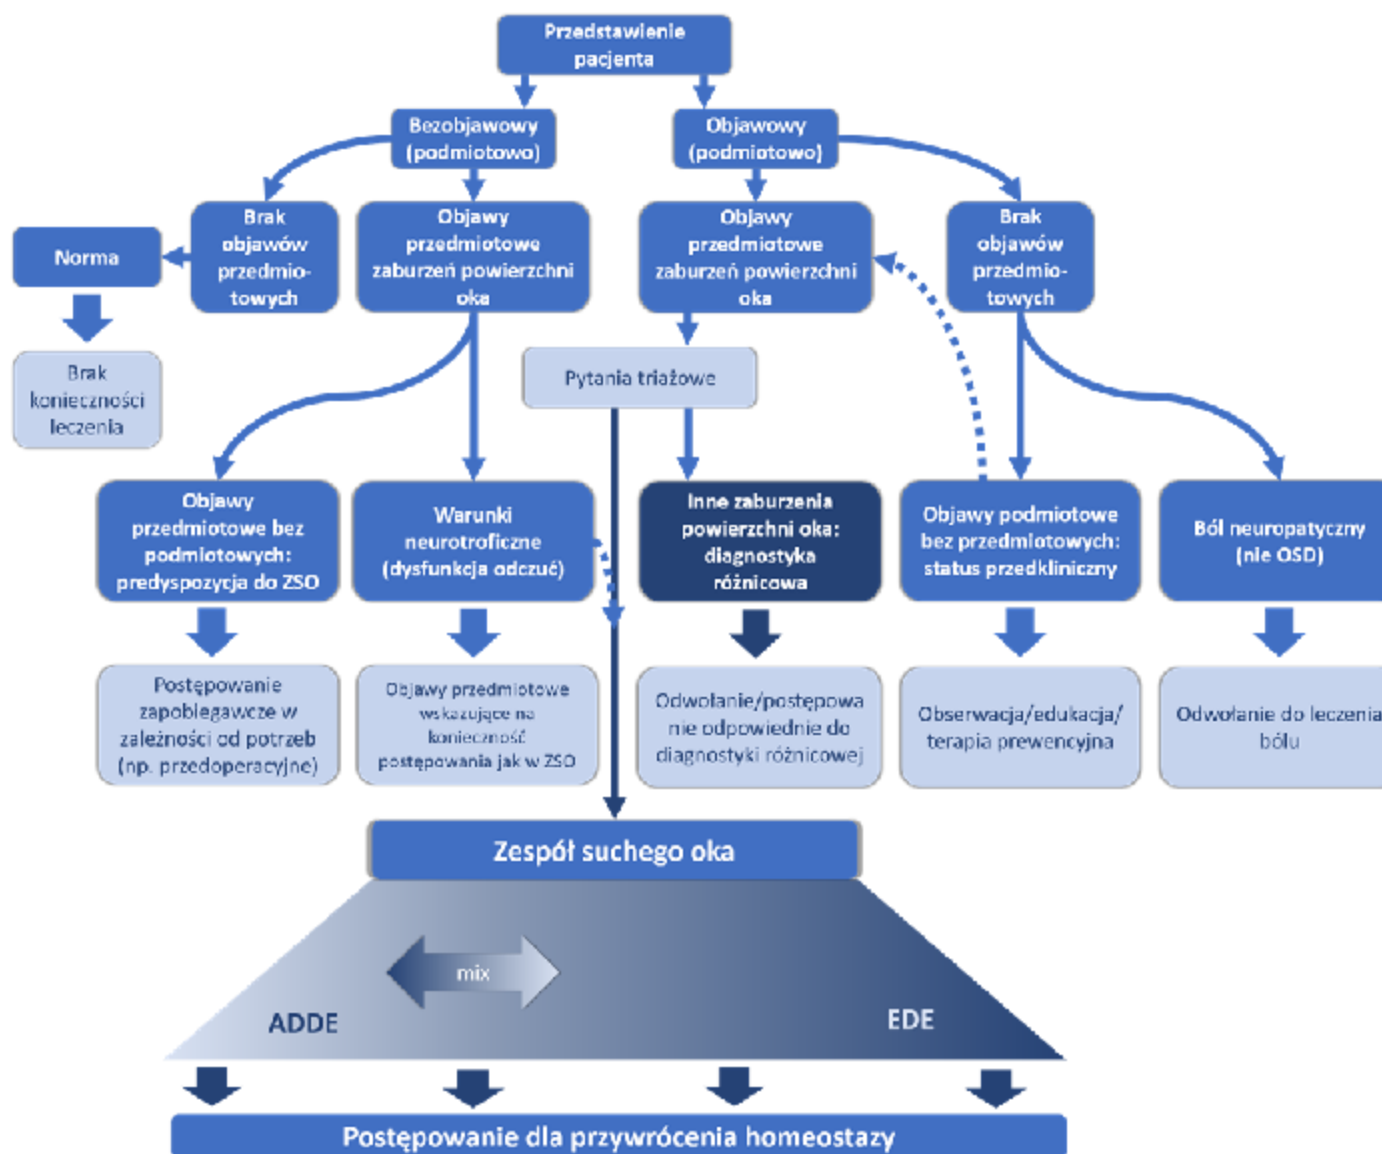 Przedstawienie
pacjenta
Bezobjawowy
(podmiotowo)
Objawowy
(podmiotowo)
Norma
Brak
objawów
przedmio-
towych
Objawy
przedmiotowe
zaburzeń powierzchni
oka
Objawy
przedmiotowe
zaburzeń powierzchni
oka
Brak
objawów
przedmio-
towych
Brak
konieczności
leczenia
Pytania triażowe
Objawy
przedmiotowe bez
podmiotowych:
predyspozycja do ZSO
Warunki
neurotroficzne
(dysfunkcja odczuć)
Inne zaburzenia
powierzchni oka:
diagnostyka
różnicowa
Objawy podmiotowe
bez przedmiotowych:
status przedkliniczny
Ból neuropatyczny
(nie OSD)
Postępowanie
zapobiegawcze w
zależności od potrzeb
(np. przedoperacyjne)
Objawy przedmiotowe
wskazujące na
konieczność
postępowania jak w ZSO
Odwołanie/postępowa
nie odpowiednie do
diagnostyki różnicowej
Obserwacja/edukacja/
terapia prewencyjna
Odwołanie do leczenia
bólu
Zespół suchego oka
mix
ADDE
EDE
Postępowanie dla przywrócenia homeostazy